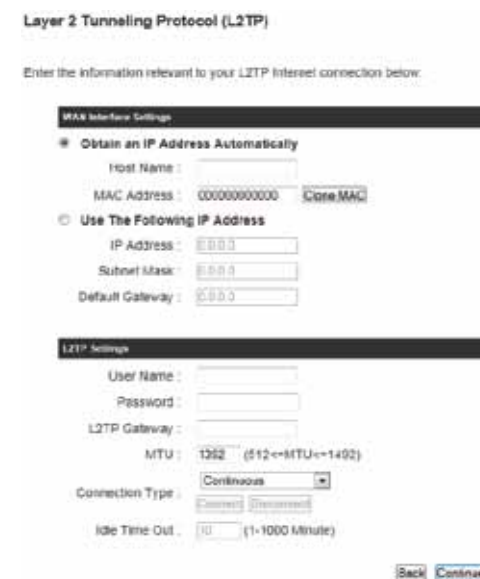 Layer 2 Tunneling Protocol (L2TP)
Enter the information relevant to your L2TP Internet connection below.
WAN Interface Settings
Obtain an IP Address Automatically
Host Name :
MAC Address : 000000000000 Clone MAC
Use The Following IP Address
IP Address : 0.0.0.0
Subnet Mask : 0.0.0.0
Default Gateway : 0.0.0.0
L2TP Settings
User Name :
Password :
L2TP Gateway :
MTU : 1392 (512<=MTU<=1492)
Connection Type : Continuous
Connect Disconnect
Idle Time Out : 10 (1-1000 Minute)
Back Continue